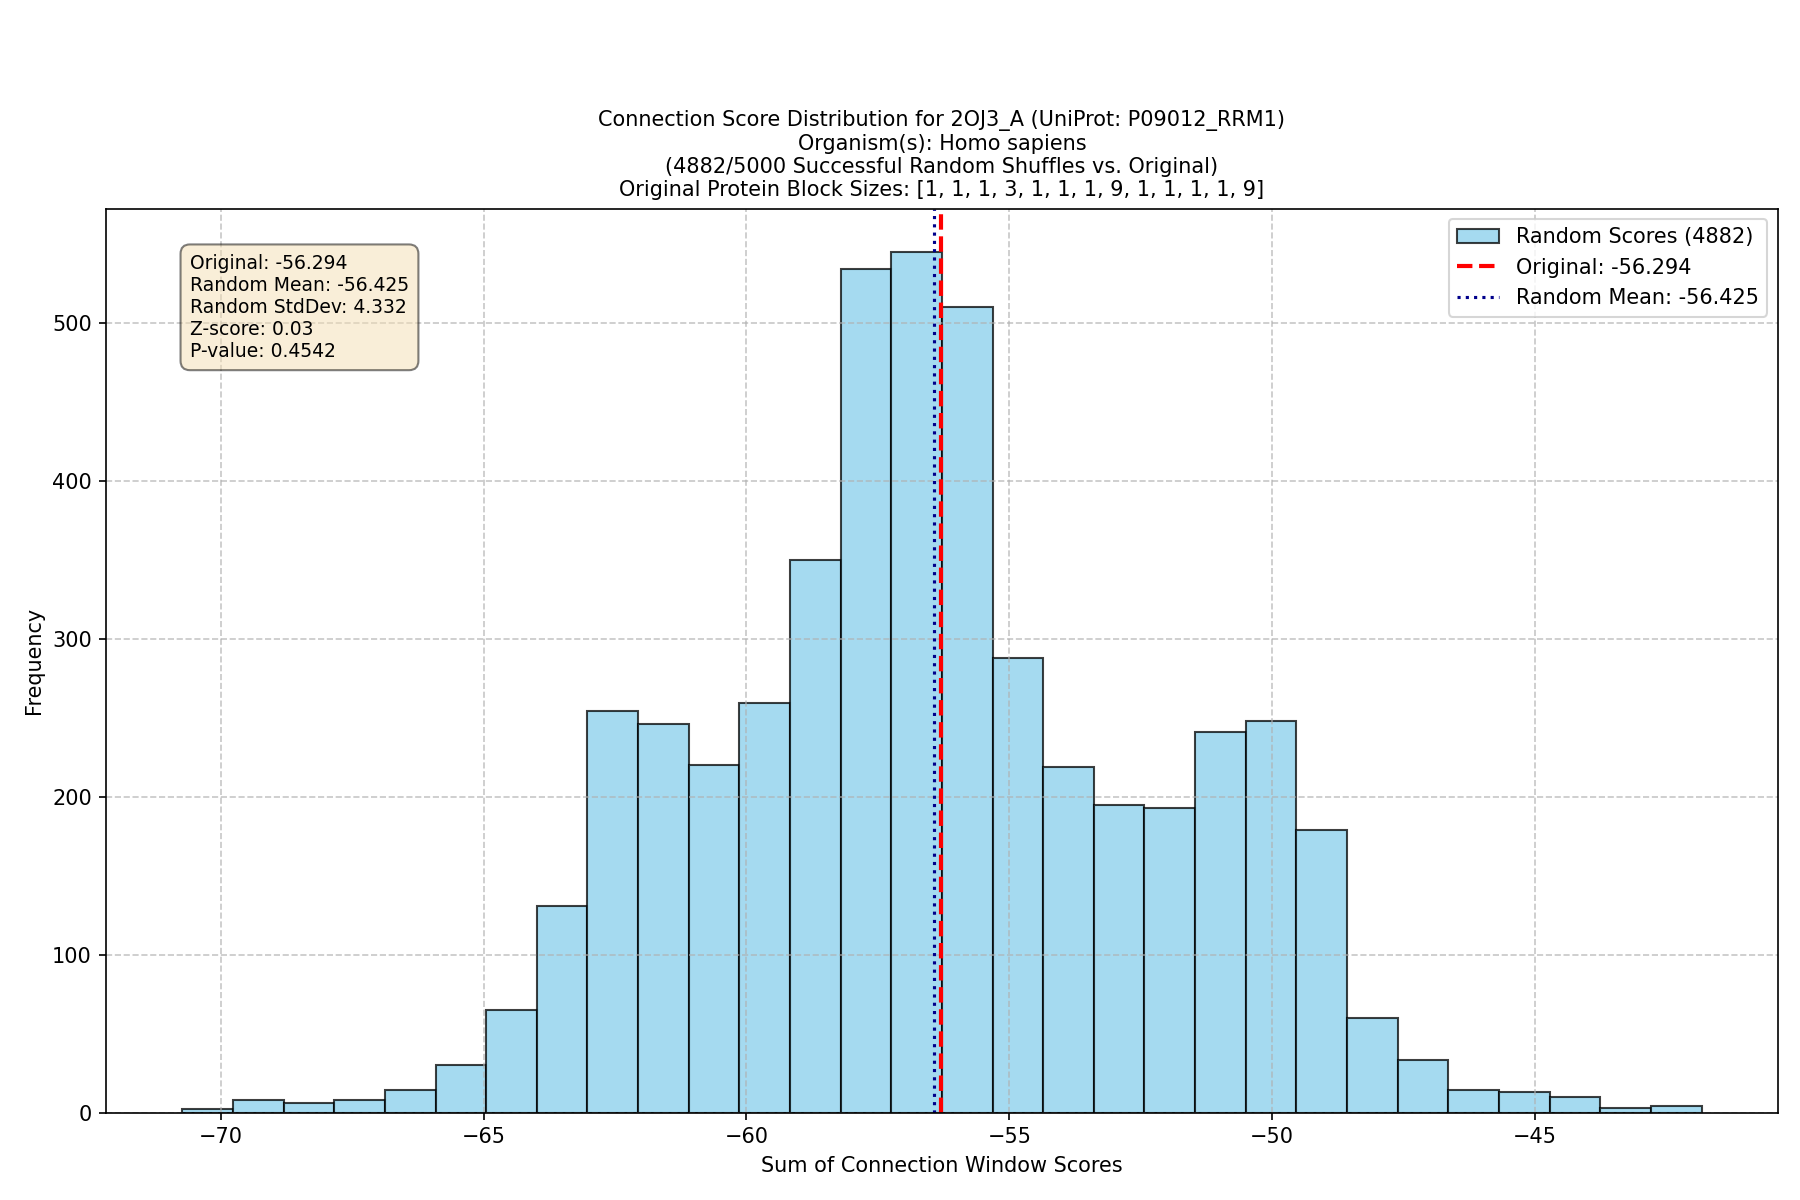 Connection Score Distribution for 2OJ3_A (UniProt: P09012_RRM1)
Organism(s): Homo sapiens
(4882/5000 Successful Random Shuffles vs. Original)
Original Protein Block Sizes: [1, 1, 1, 3, 1, 1, 1, 9, 1, 1, 1, 1, 9]
Original: -56.294
Random Mean: -56.425
Random StdDev: 4.332
Z-score: 0.03
P-value: 0.4542
Random Scores (4882)
Original: -56.294
Random Mean: -56.425
Frequency
500
400
300
200
100
0
−70
−65
−60
−55
−50
−45
Sum of Connection Window Scores